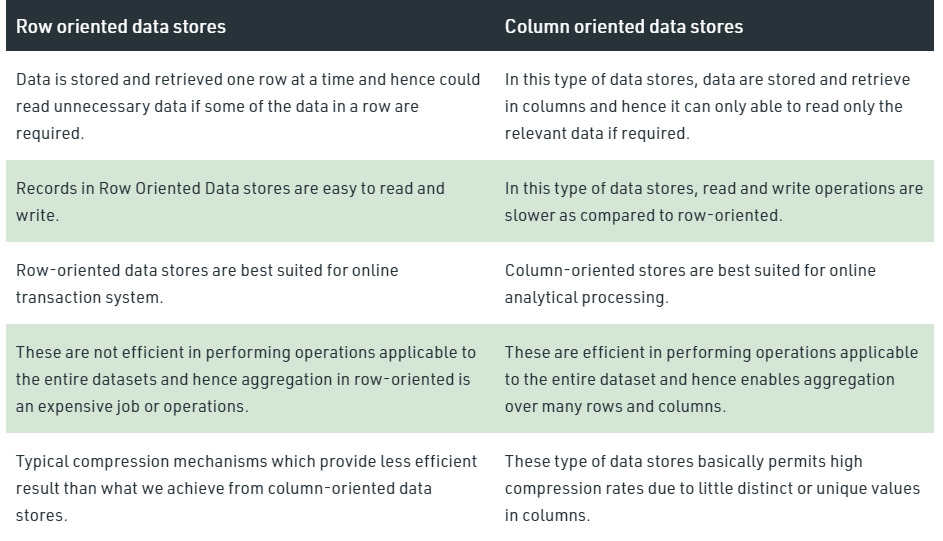 Row oriented data stores
Column oriented data stores
Data is stored and retrieved one row at a time and hence could
read unnecessary data if some of the data in a row are
required.
In this type of data stores, data are stored and retrieve
in columns and hence it can only able to read only the
relevant data if required.
Records in Row Oriented Data stores are easy to read and
write.
In this type of data stores, read and write operations are
slower as compared to row-oriented.
Row-oriented data stores are best suited for online
transaction system.
Column-oriented stores are best suited for online
analytical processing.
These are not efficient in performing operations applicable to
the entire datasets and hence aggregation in row-oriented is
an expensive job or operations.
These are efficient in performing operations applicable
to the entire dataset and hence enables aggregation
over many rows and columns.
Typical compression mechanisms which provide less efficient
result than what we achieve from column-oriented data
stores.
These type of data stores basically permits high
compression rates due to little distinct or unique values
in columns.